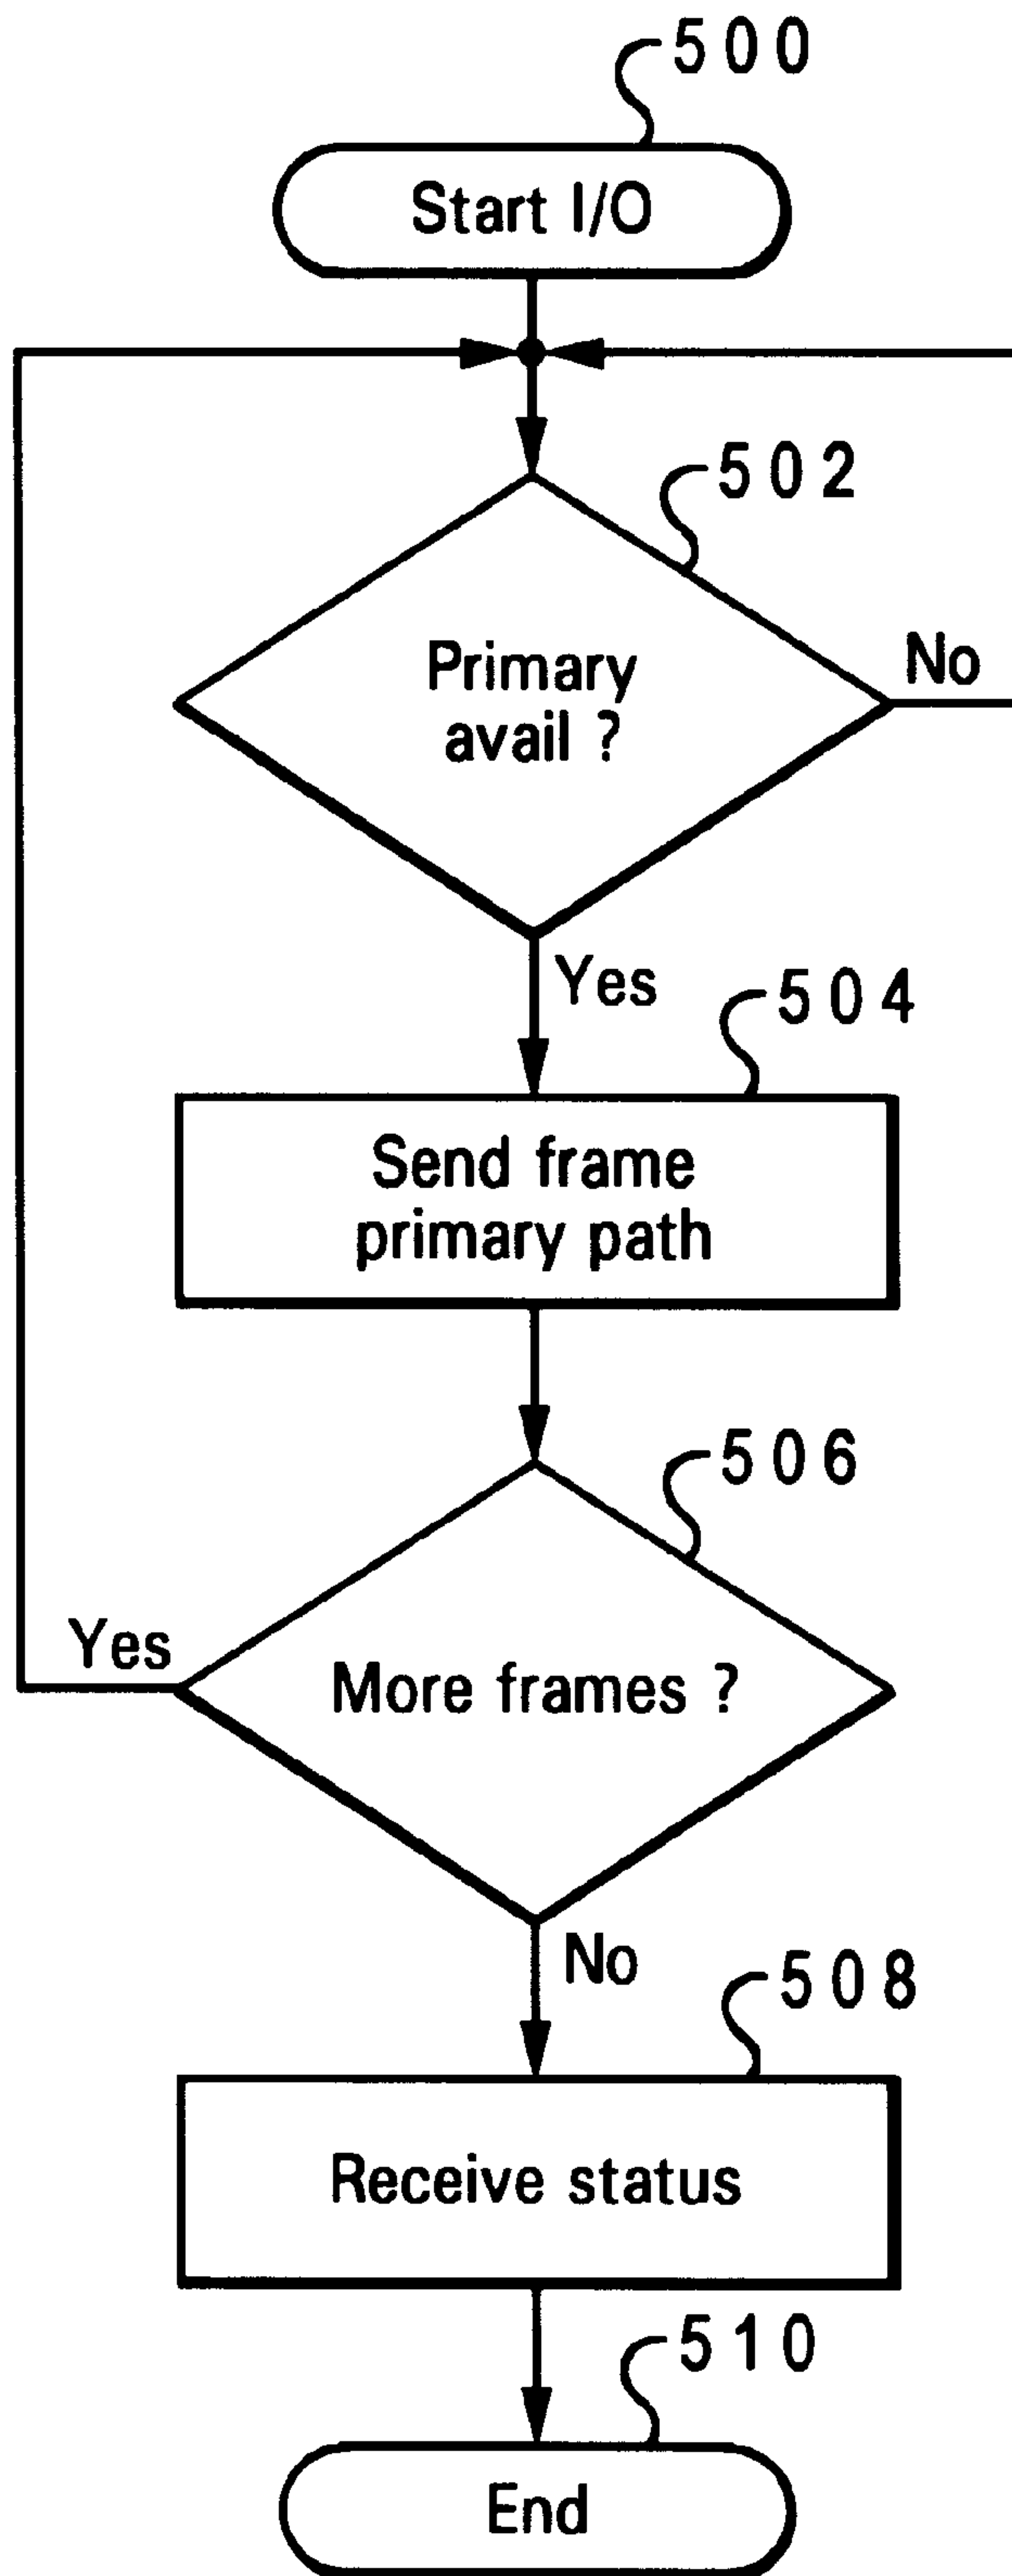 500
Start I/O
502
Primary
avail ?
No
Yes
504
Send frame
primary path
506
Yes
More frames ?
No
508
Receive status
510
End